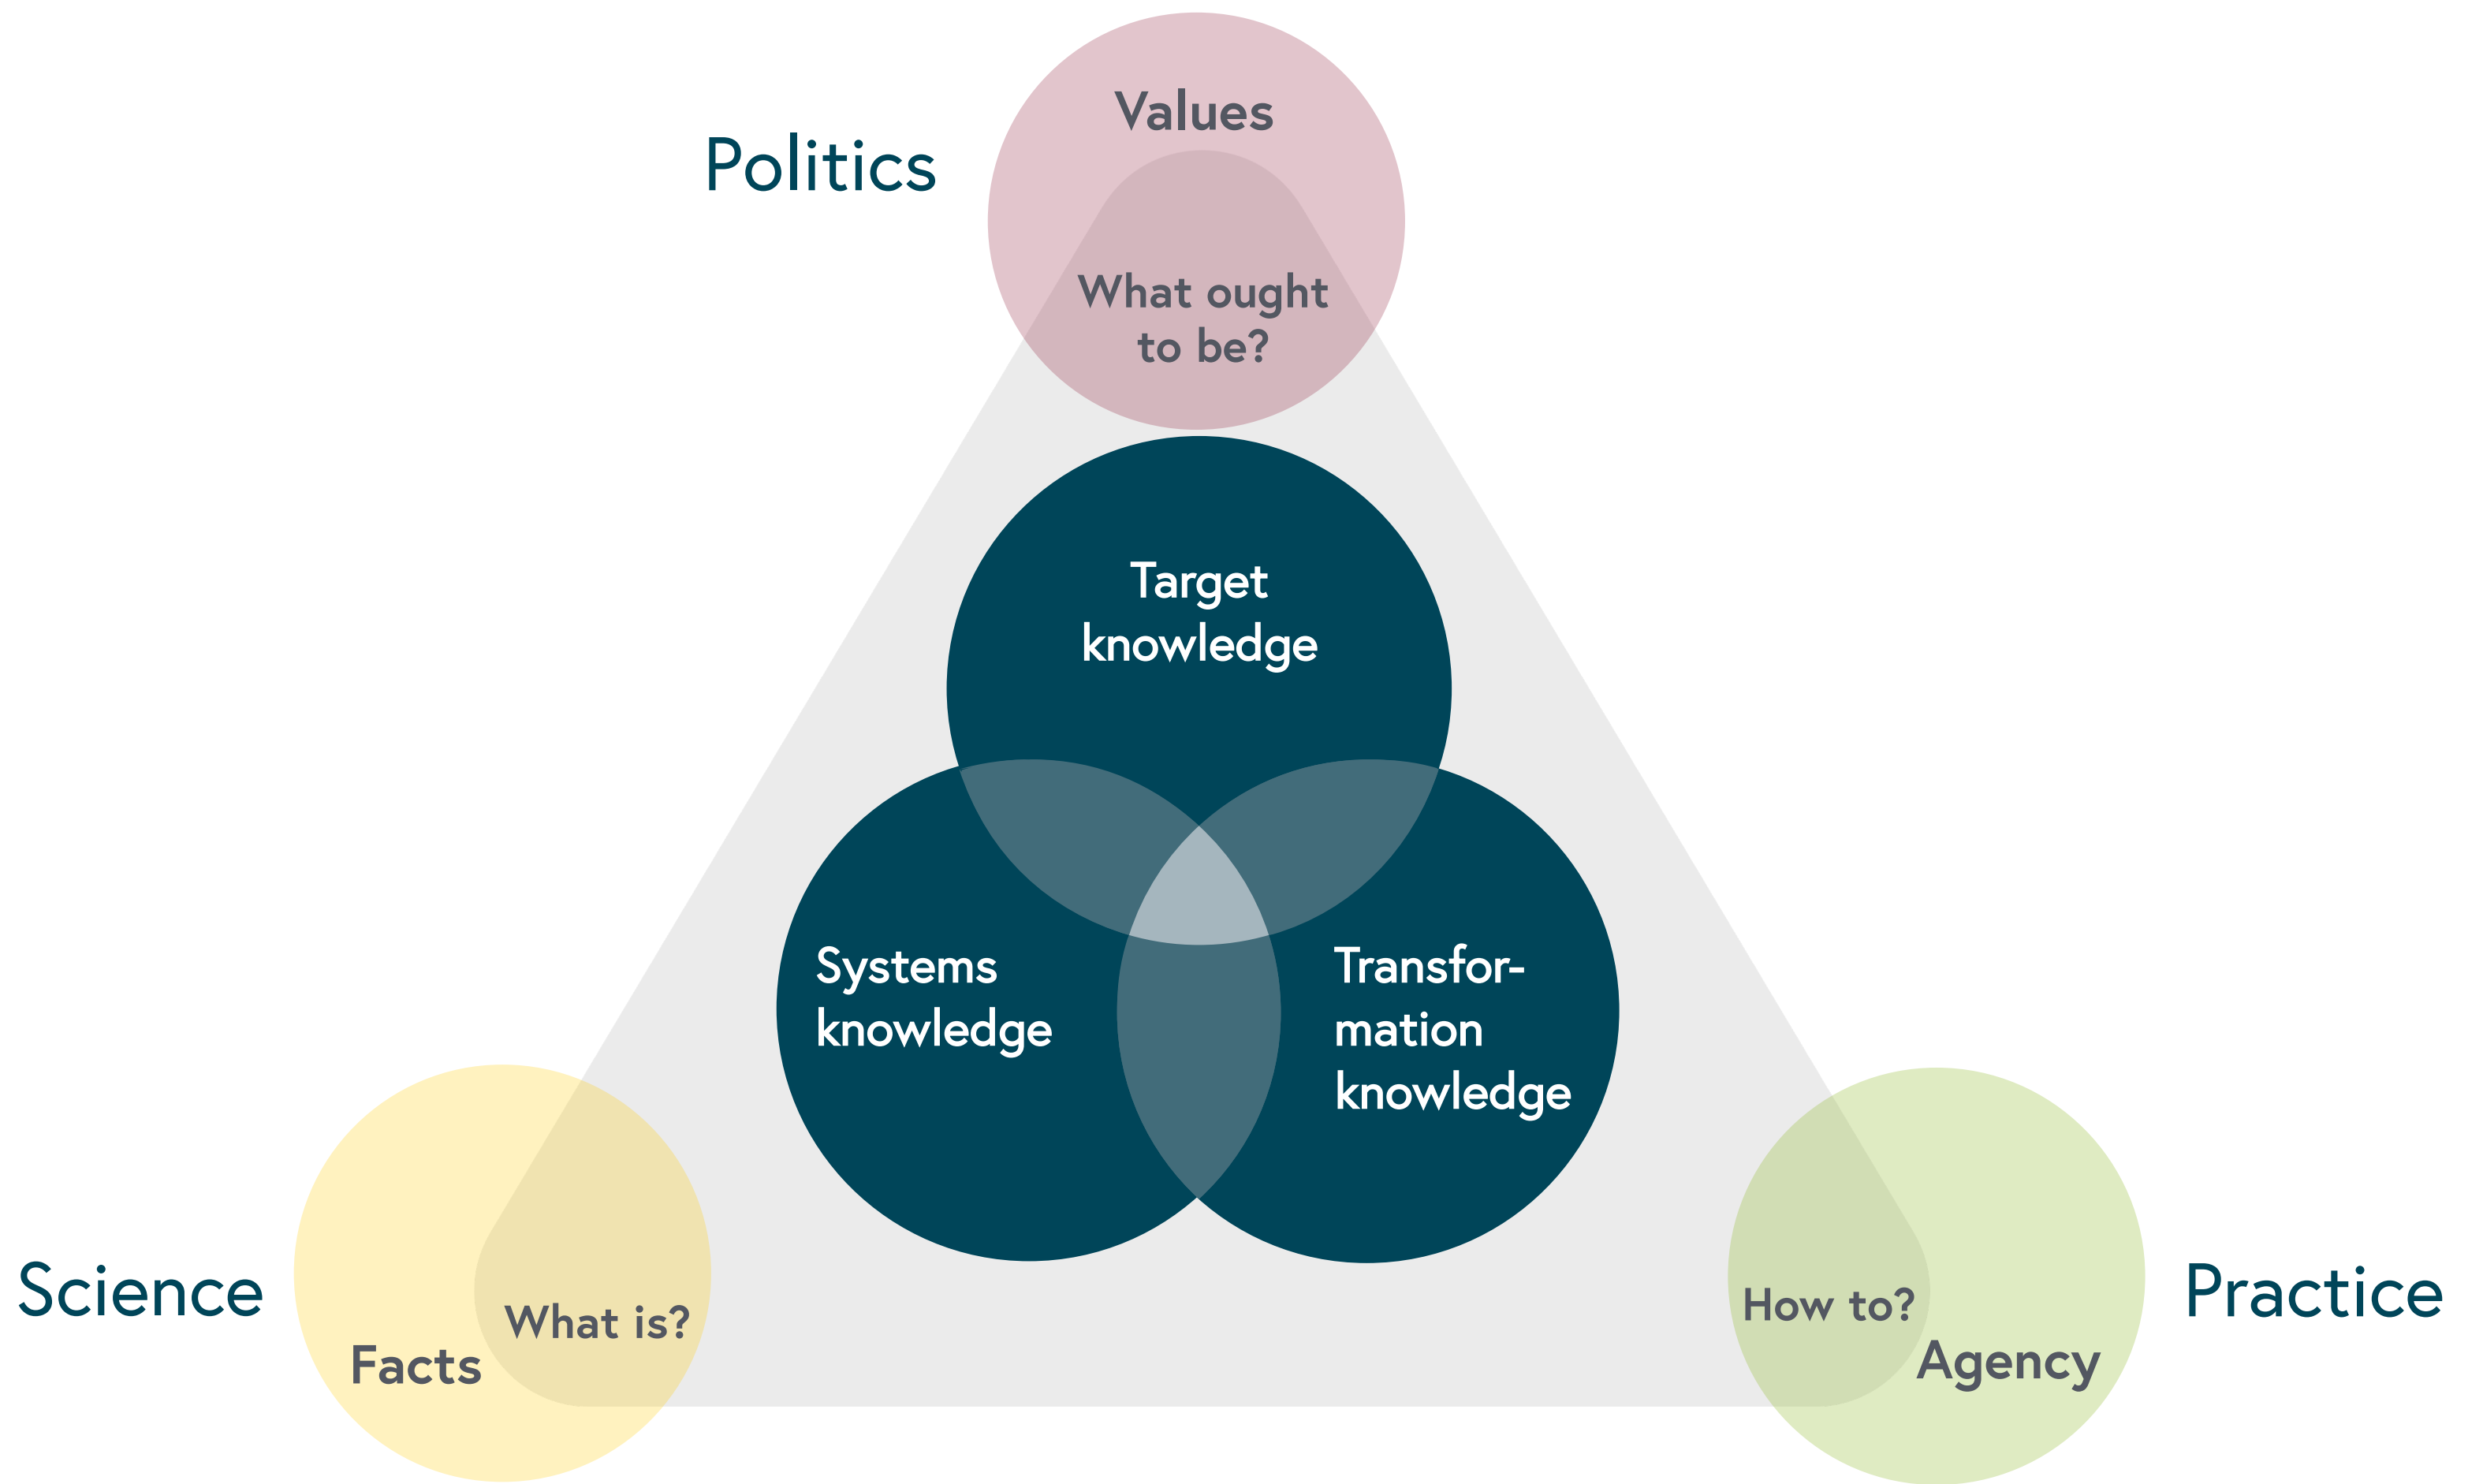 Values
Politics
What ought
to be?
Target
knowledge
Systems
knowledge
Transfor-
mation
knowledge
Science
What is?
Facts
How to?
Agency
Practice